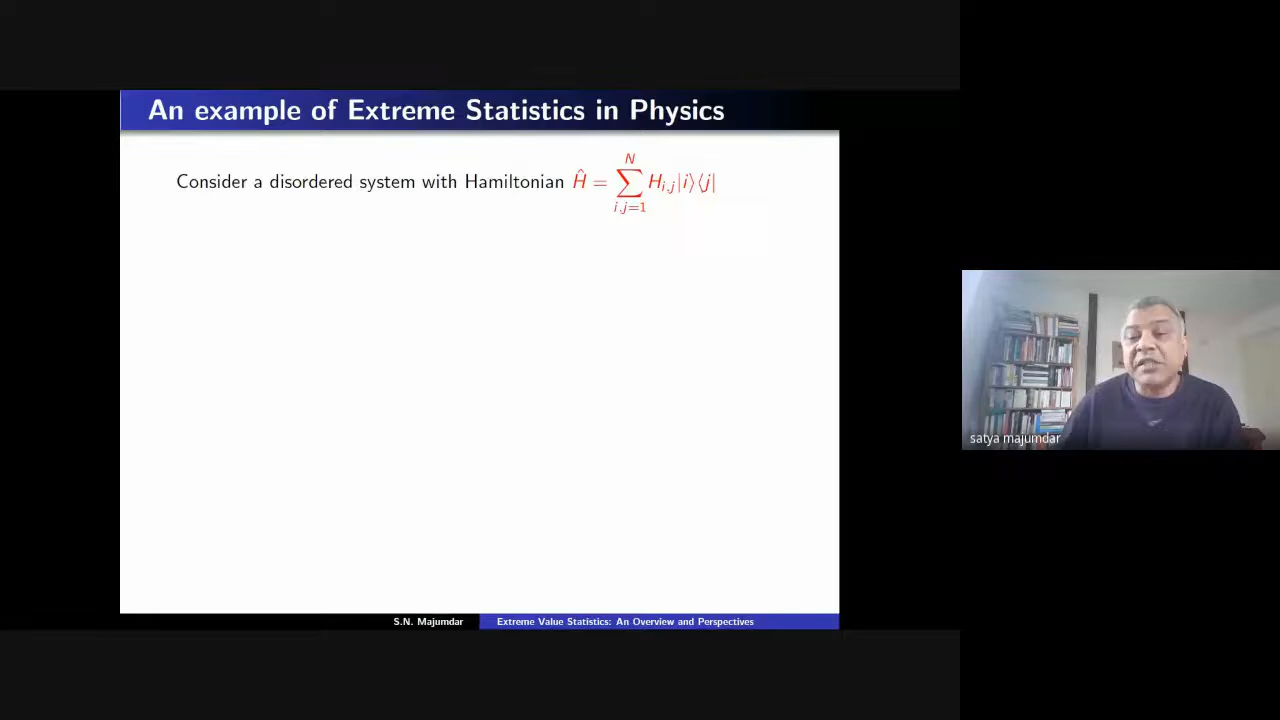 An example of Extreme Statistics in Physics
Consider a disordered system with Hamiltonian Ĥ = ∑_{i,j=1}^{N} H_{i,j}|i⟩⟨j|
satya majumdar
S.N. Majumdar Extreme Value Statistics: An Overview and Perspectives